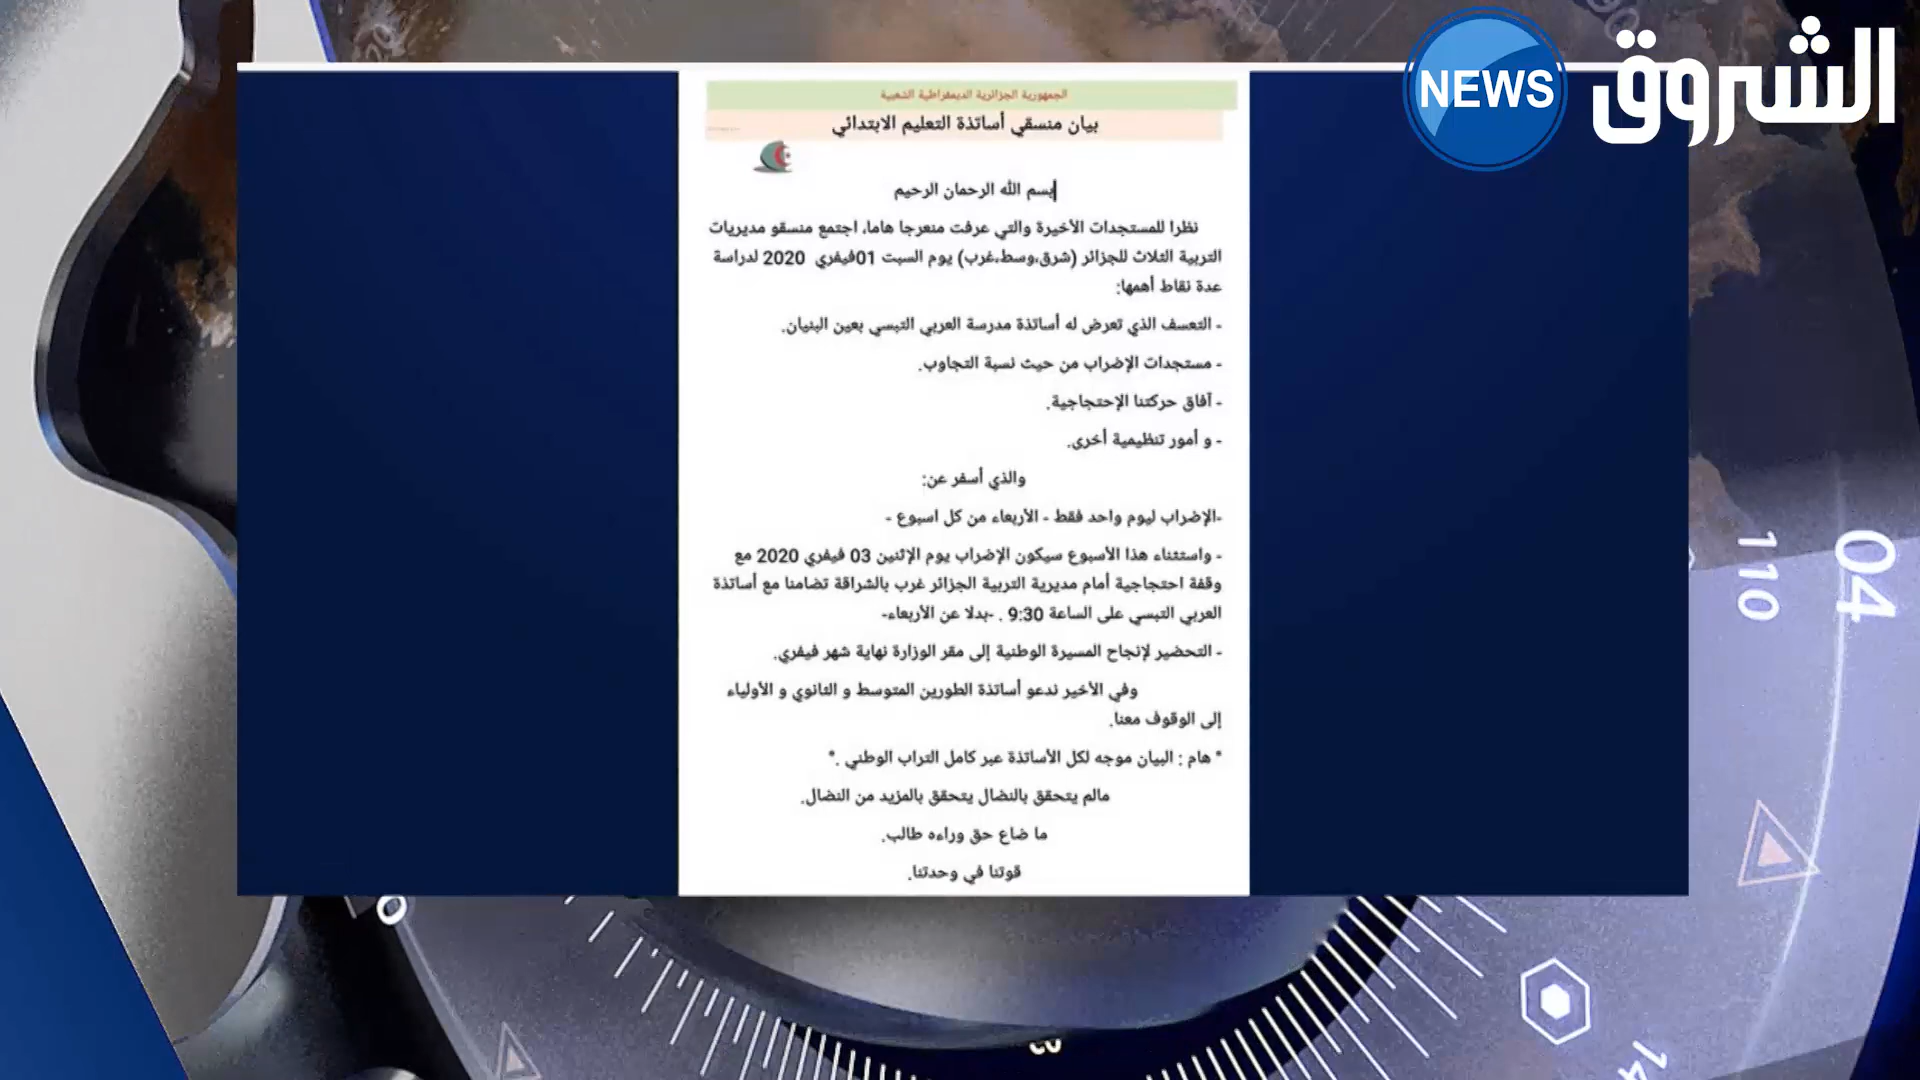 الشروق
NEWS
الجمهورية الجزائرية الديمقراطية الشعبية
بيان منسقي أساتذة التعليم الابتدائي
بسم الله الرحمان الرحيم
نظرا للمستجدات الأخيرة والتي عرفت منعرجا هاما، اجتمع منسقو مديريات
التربية الثلاث للجزائر (شرق،وسط،غرب) يوم السبت 01فيفري 2020 لدراسة
عدة نقاط أهمها:
- التعسف الذي تعرض له أساتذة مدرسة العربي التبسي بعين البنيان.
- مستجدات الإضراب من حيث نسبة التجاوب.
- آفاق حركتنا الإحتجاجية.
- و أمور تنظيمية أخرى.
والذي أسفر عن:
-الإضراب ليوم واحد فقط - الأربعاء من كل اسبوع -
- واستثناء هذا الأسبوع سيكون الإضراب يوم الإثنين 03 فيفري 2020 مع
وقفة احتجاجية أمام مديرية التربية الجزائر غرب بالشراقة تضامنا مع أساتذة
العربي التبسي على الساعة 9:30 . -بدلا عن الأربعاء-
- التحضير لإنجاح المسيرة الوطنية إلى مقر الوزارة نهاية شهر فيفري.
وفي الأخير ندعو أساتذة الطورين المتوسط و الثانوي و الأولياء
إلى الوقوف معنا.
* هام : البيان موجه لكل الأساتذة عبر كامل التراب الوطني .*
مالم يتحقق بالنضال يتحقق بالمزيد من النضال.
ما ضاع حق وراءه طالب.
قوتنا في وحدتنا.
110
04